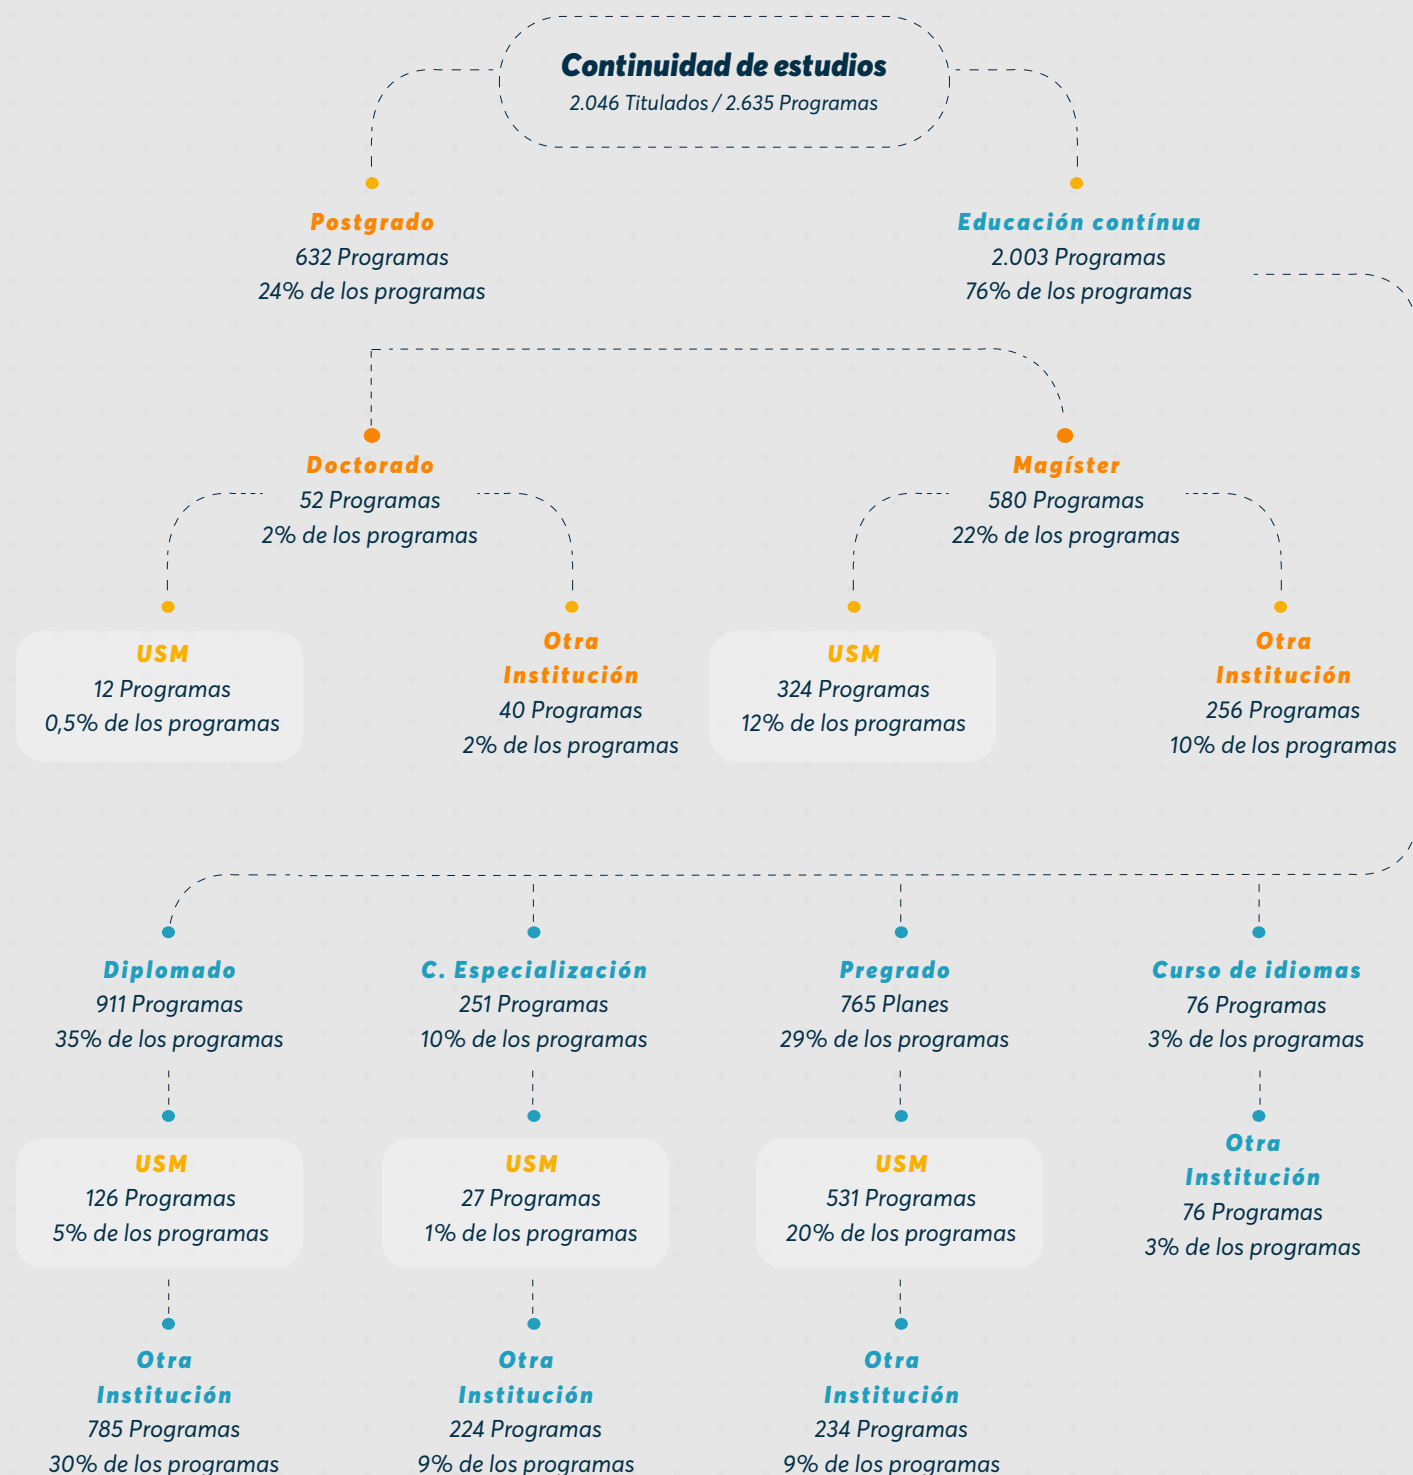 Continuidad de estudios
2.046 Titulados / 2.635 Programas
Postgrado
632 Programas
24% de los programas
Educación contínua
2.003 Programas
76% de los programas
Doctorado
52 Programas
2% de los programas
Magíster
580 Programas
22% de los programas
USM
12 Programas
0,5% de los programas
Otra
Institución
40 Programas
2% de los programas
USM
324 Programas
12% de los programas
Otra
Institución
256 Programas
10% de los programas
Diplomado
911 Programas
35% de los programas
C. Especialización
251 Programas
10% de los programas
Pregrado
765 Planes
29% de los programas
Curso de idiomas
76 Programas
3% de los programas
USM
126 Programas
5% de los programas
USM
27 Programas
1% de los programas
USM
531 Programas
20% de los programas
Otra
Institución
76 Programas
3% de los programas
Otra
Institución
785 Programas
30% de los programas
Otra
Institución
224 Programas
9% de los programas
Otra
Institución
234 Programas
9% de los programas